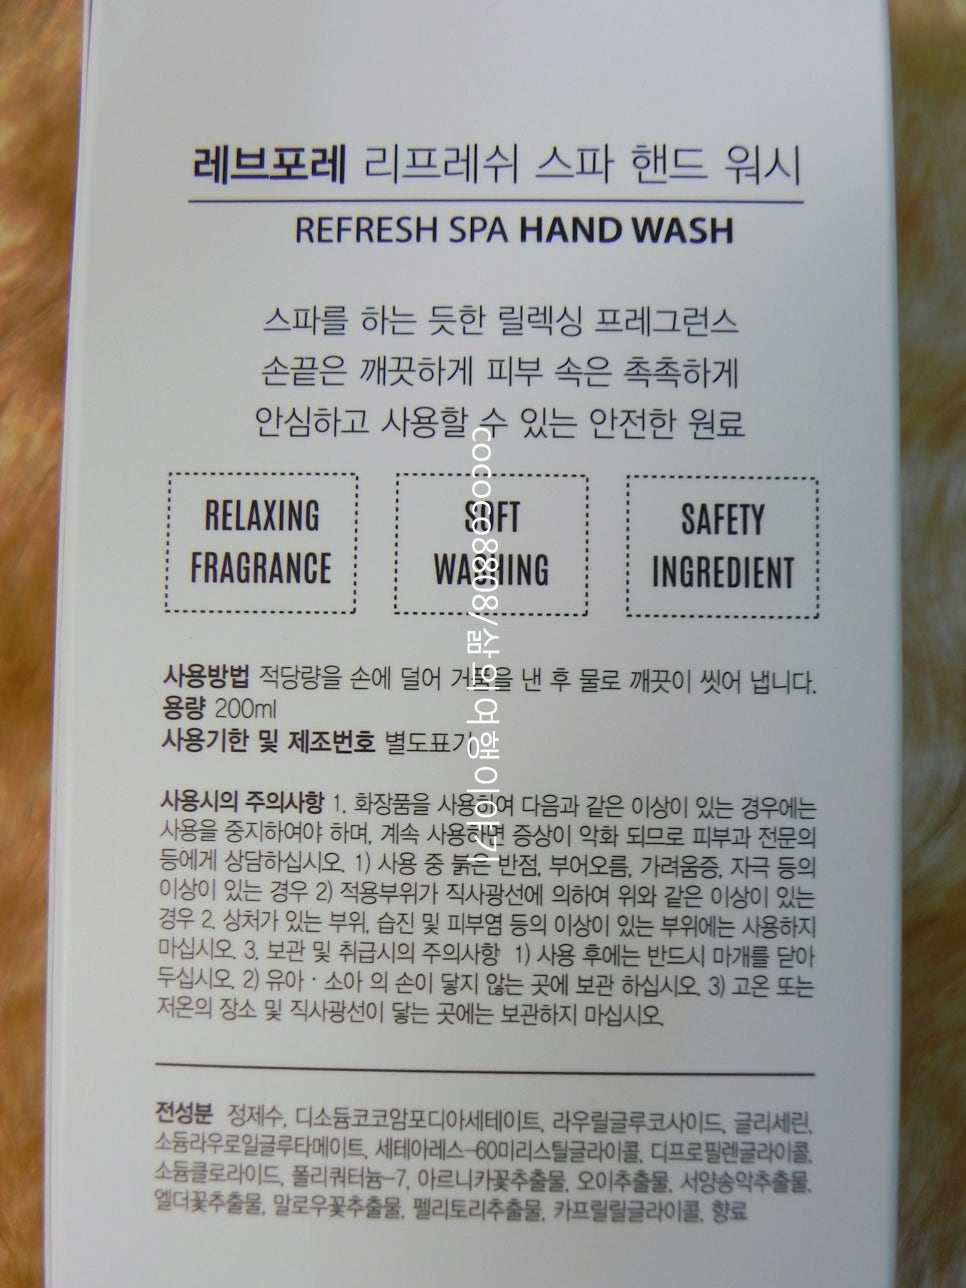 레브포레 리프레쉬 스파 핸드 워시
REFRESH SPA HAND WASH
스파를 하는 듯한 릴렉싱 프레그런스
손끝은 깨끗하게 피부 속은 촉촉하게
안심하고 사용할 수 있는 안전한 원료
RELAXING
FRAGRANCE
SOFT
WASHING
SAFETY
INGREDIENT
사용방법 적당량을 손에 덜어 거품을 낸 후 물로 깨끗이 씻어 냅니다.
용량 200ml
사용기한 및 제조번호 별도표기
사용시의 주의사항 1. 화장품을 사용하여 다음과 같은 이상이 있는 경우에는
사용을 중지하여야 하며, 계속 사용하면 증상이 악화 되므로 피부과 전문의
등에게 상담하십시오. 1) 사용 중 붉은 반점, 부어오름, 가려움증, 자극 등의
이상이 있는 경우 2) 적용부위가 직사광선에 의하여 위와 같은 이상이 있는
경우 2. 상처가 있는 부위, 습진 및 피부염 등의 이상이 있는 부위에는 사용하지
마십시오. 3. 보관 및 취급시의 주의사항 1) 사용 후에는 반드시 마개를 닫아
두십시오. 2) 유아 · 소아 의 손이 닿지 않는 곳에 보관 하십시오. 3) 고온 또는
저온의 장소 및 직사광선이 닿는 곳에는 보관하지 마십시오.
전성분 정제수, 디소듐코코암포디아세테이트, 라우릴글루코사이드, 글리세린,
소듐라우로일글루타메이트, 세테아레스-60미리스틸글라이콜, 디프로필렌글라이콜,
소듐클로라이드, 폴리쿼터늄-7, 아르니카꽃추출물, 오이추출물, 서양송악추출물,
엘더꽃추출물, 말로우꽃추출물, 펠리토리추출물, 카프릴릴글라이콜, 향료
cococo8808/삶의여행이야기